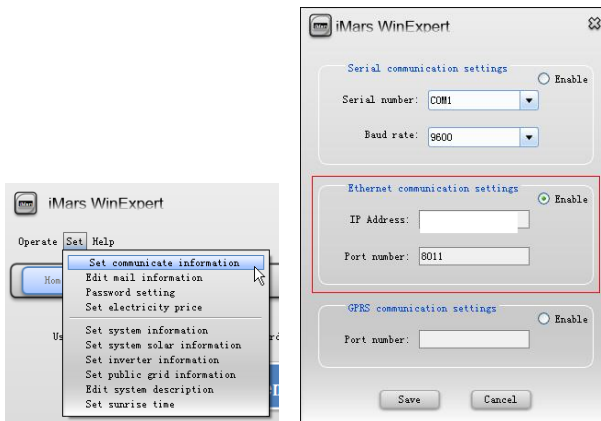 iMars WinExpert
Operate Set Help
Set communicate information
Edit mail information
Password setting
Set electricity price
Set system information
Set system solar information
Set inverter information
Set public grid information
Edit system description
Set sunrise time
iMars WinExpert
Serial communication settings
Enable
Serial number: COM1
Baud rate: 9600
Ethernet communication settings
Enable
IP Address:
Port number: 8011
GPRS communication settings
Enable
Port number:
Save Cancel